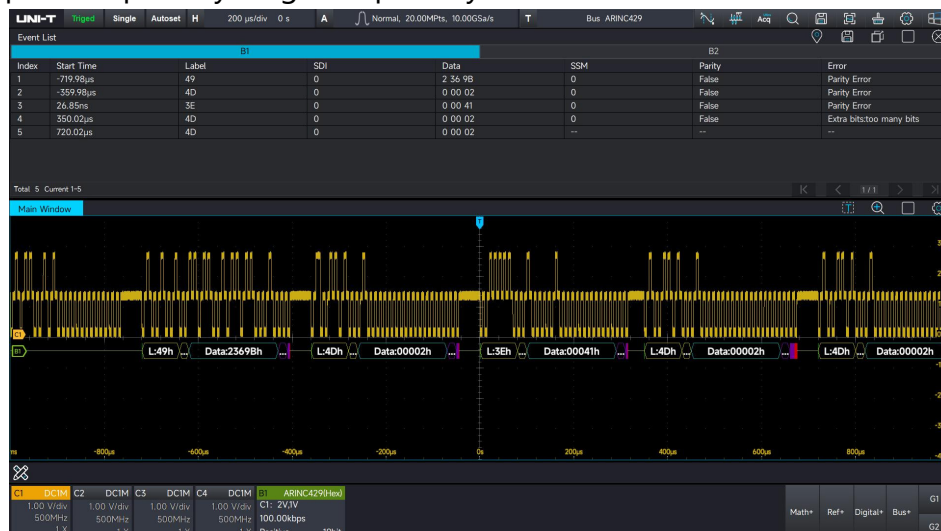 UNI-T Triged Single Autoset H 200 μs/div 0 s A Normal, 20.00MPts, 10.00GSa/s T Bus ARINC429 Acq
Event List
B1 B2
Index Start Time Label SDI Data SSM Parity Error
1 -719.98μs 49 0 2 36 9B 0 False Parity Error
2 -359.98μs 4D 0 0 00 02 0 False Parity Error
3 26.85ns 3E 0 0 00 41 0 False Parity Error
4 350.02μs 4D 0 0 00 02 0 False Extra bits:too many bits
5 720.02μs 4D 0 0 00 02 -- -- --
Total 5 Current 1-5 1/1
Main Window
T
C1
B1 L:49h ... Data:2369Bh ... L:4Dh ... Data:00002h ... L:3Eh ... Data:00041h ... L:4Dh ... Data:00002h ... L:4Dh ... Data:00002h
-800μs -600μs -400μs -200μs 0s 200μs 400μs 600μs 800μs
C1 DC1M C2 DC1M C3 DC1M C4 DC1M B1 ARINC429(Hex)
1.00 V/div 1.00 V/div 1.00 V/div 1.00 V/div C1: 2V,1V
500MHz 500MHz 500MHz 500MHz 100.00kbps
Math+ Ref+ Digital+ Bus+ G1
G2